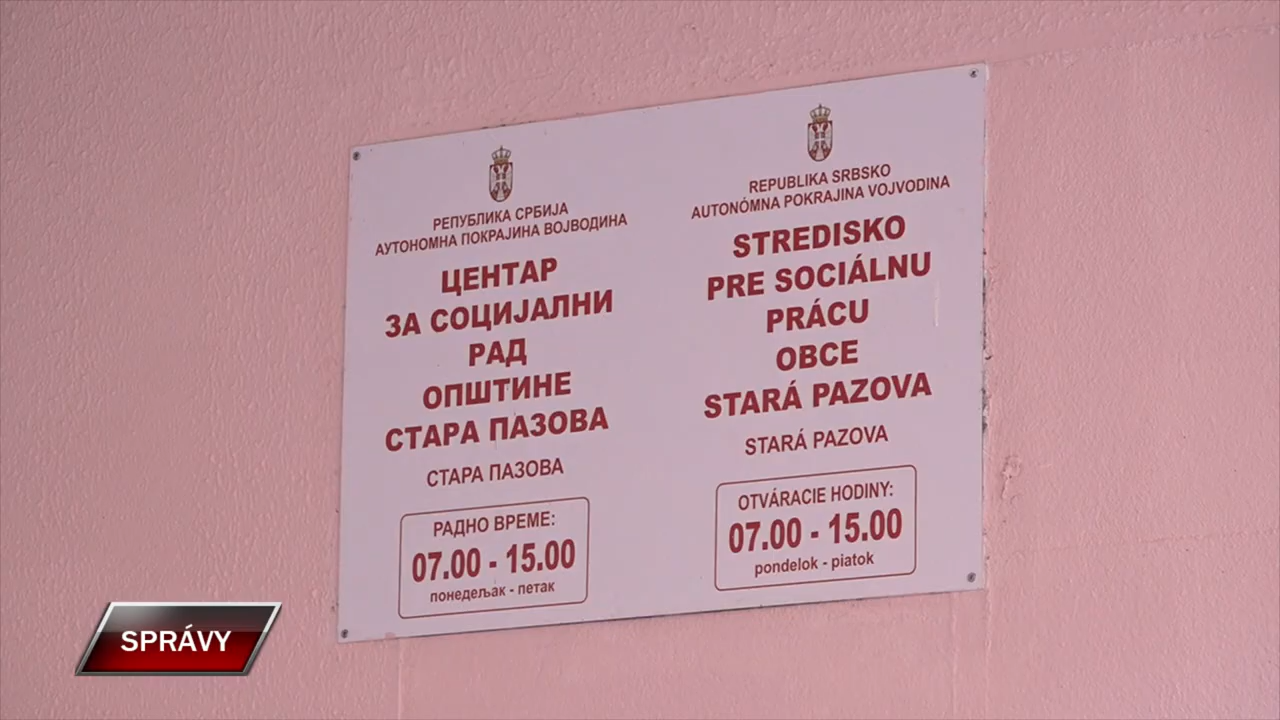 РЕПУБЛИКА СРБИЈА
АУТОНОМНА ПОКРАЈИНА ВОЈВОДИНА
ЦЕНТАР
ЗА СОЦИЈАЛНИ
РАД
ОПШТИНЕ
СТАРА ПАЗОВА
СТАРА ПАЗОВА
РАДНО ВРЕМЕ:
07.00 - 15.00
понедељак - петак
REPUBLIKA SRBSKO
AUTONÓMNA POKRAJINA VOJVODINA
STREDISKO
PRE SOCIÁLNU
PRÁCU
OBCE
STARÁ PAZOVA
STARÁ PAZOVA
OTVÁRACIE HODINY:
07.00 - 15.00
pondelok - piatok
SPRÁVY